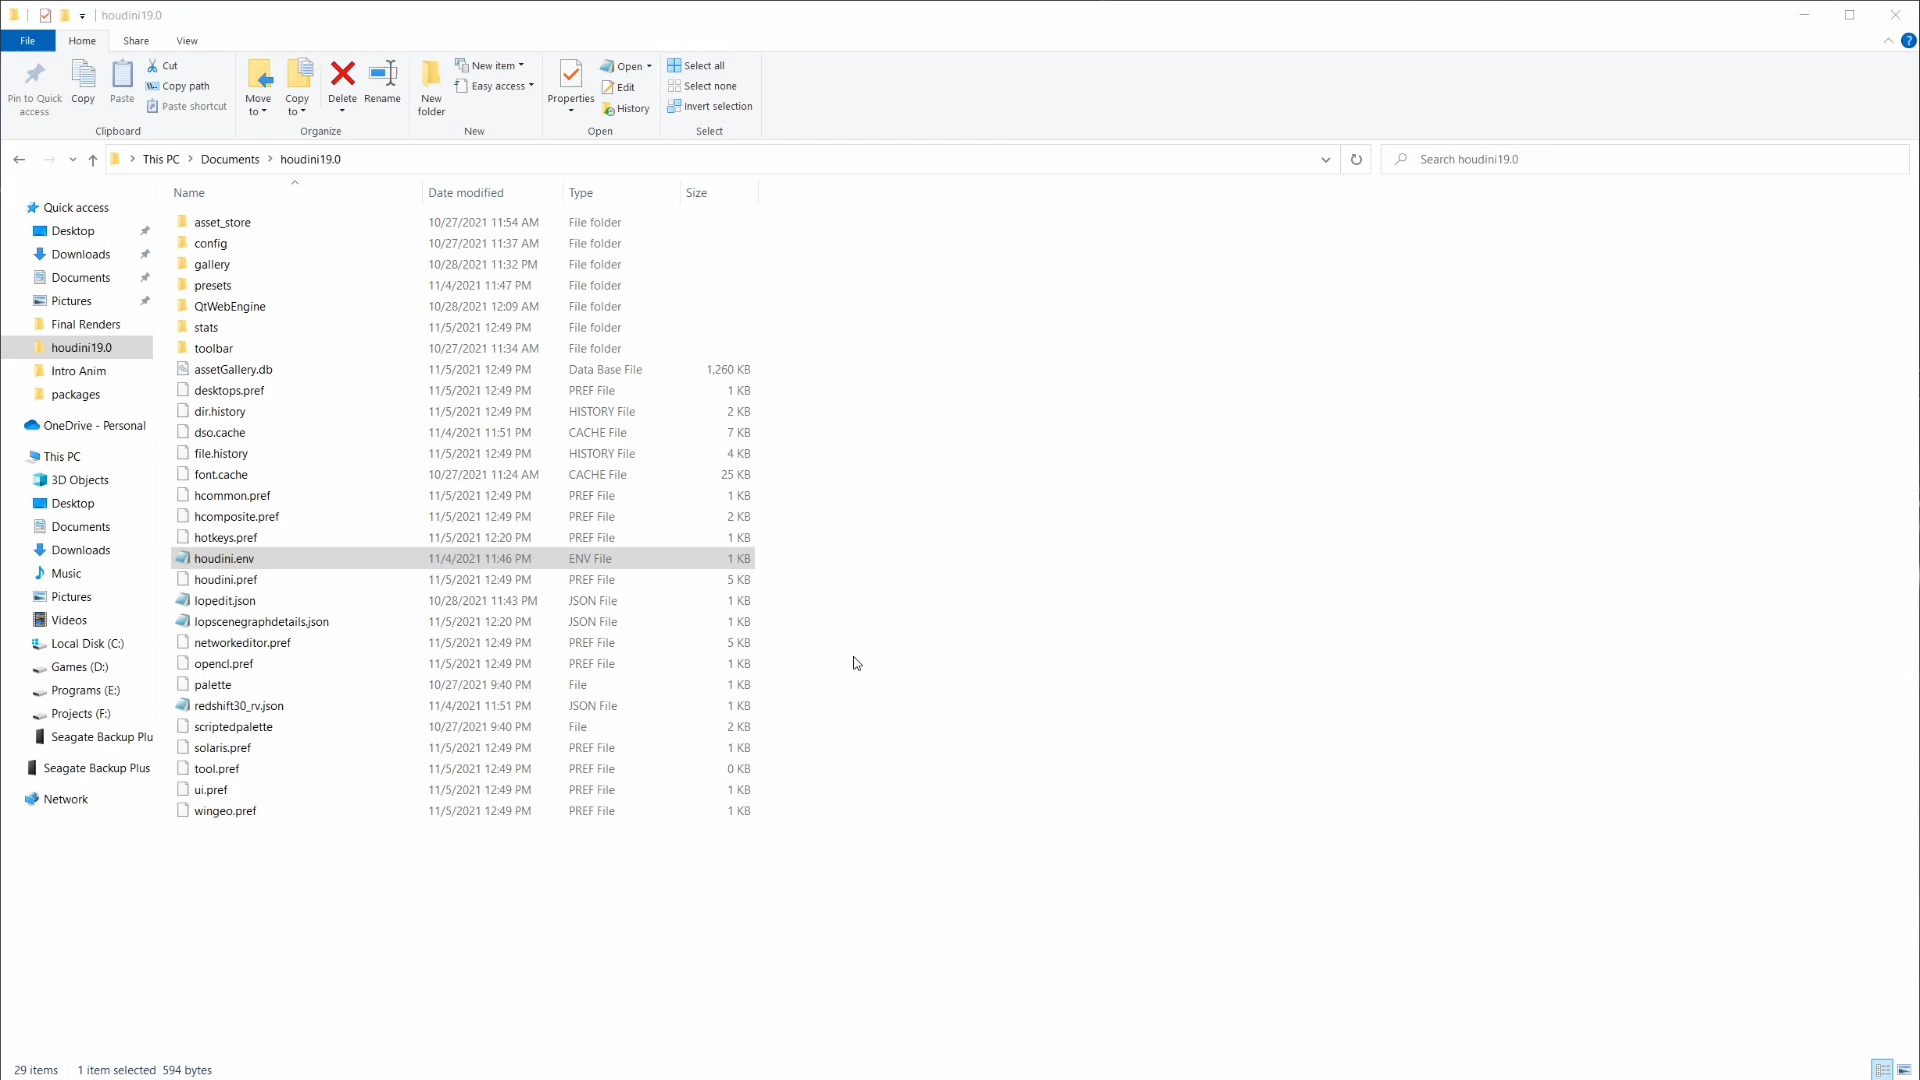 houdini19.0
File
Home
Share
View
?
Pin to Quick access
Copy
Paste
Cut
Copy path
Paste shortcut
Clipboard
Move to
Copy to
Delete
Rename
Organize
New folder
New item
Easy access
New
Properties
Open
Edit
History
Open
Select all
Select none
Invert selection
Select
This PC
Documents
houdini19.0
Search houdini19.0
Quick access
Desktop
Downloads
Documents
Pictures
Final Renders
houdini19.0
Intro Anim
packages
OneDrive - Personal
This PC
3D Objects
Desktop
Documents
Downloads
Music
Pictures
Videos
Local Disk (C:)
Games (D:)
Programs (E:)
Projects (F:)
Seagate Backup Plu
Seagate Backup Plus
Network
Name Date modified Type Size
asset_store 10/27/2021 11:54 AM File folder
config 10/27/2021 11:37 AM File folder
gallery 10/28/2021 11:32 PM File folder
presets 11/4/2021 11:47 PM File folder
QtWebEngine 10/28/2021 12:09 AM File folder
stats 11/5/2021 12:49 PM File folder
toolbar 10/27/2021 11:34 AM File folder
assetGallery.db 11/5/2021 12:49 PM Data Base File 1,260 KB
desktops.pref 11/5/2021 12:49 PM PREF File 1 KB
dir.history 11/5/2021 12:49 PM HISTORY File 2 KB
dso.cache 11/4/2021 11:51 PM CACHE File 7 KB
file.history 11/5/2021 12:49 PM HISTORY File 4 KB
font.cache 10/27/2021 11:24 AM CACHE File 25 KB
hcommon.pref 11/5/2021 12:49 PM PREF File 1 KB
hcomposite.pref 11/5/2021 12:49 PM PREF File 2 KB
hotkeys.pref 11/5/2021 12:20 PM PREF File 1 KB
houdini.env 11/4/2021 11:46 PM ENV File 1 KB
houdini.pref 11/5/2021 12:49 PM PREF File 5 KB
lopedit.json 10/28/2021 11:43 PM JSON File 1 KB
lopscenegraphdetails.json 11/5/2021 12:20 PM JSON File 1 KB
networkeditor.pref 11/5/2021 12:49 PM PREF File 5 KB
opencl.pref 11/5/2021 12:49 PM PREF File 1 KB
palette 10/27/2021 9:40 PM File 1 KB
redshift30_rv.json 11/4/2021 11:51 PM JSON File 1 KB
scriptedpalette 10/27/2021 9:40 PM File 2 KB
solaris.pref 11/5/2021 12:49 PM PREF File 1 KB
tool.pref 11/5/2021 12:49 PM PREF File 0 KB
ui.pref 11/5/2021 12:49 PM PREF File 1 KB
wingeo.pref 11/5/2021 12:49 PM PREF File 1 KB
29 items 1 item selected 594 bytes